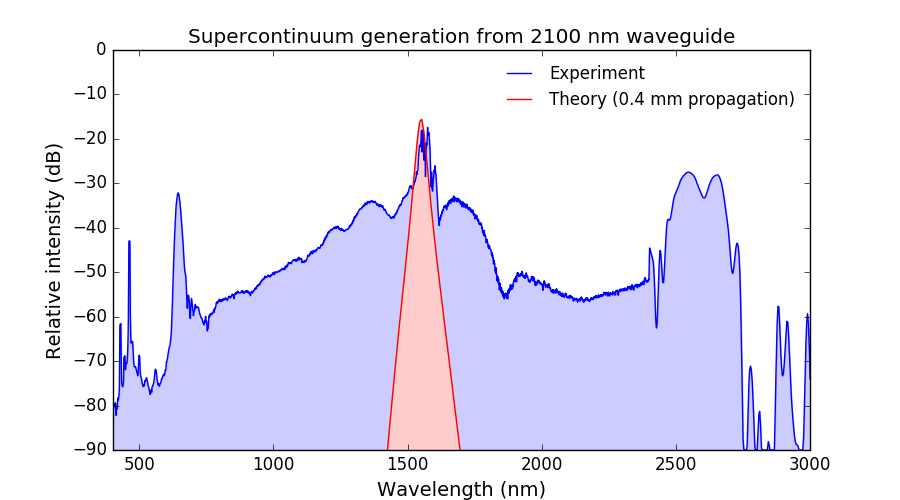 Supercontinuum generation from 2100 nm waveguide
Experiment
Theory (0.4 mm propagation)
Relative intensity (dB)
0
−10
−20
−30
−40
−50
−60
−70
−80
−90
500 1000 1500 2000 2500 3000
Wavelength (nm)